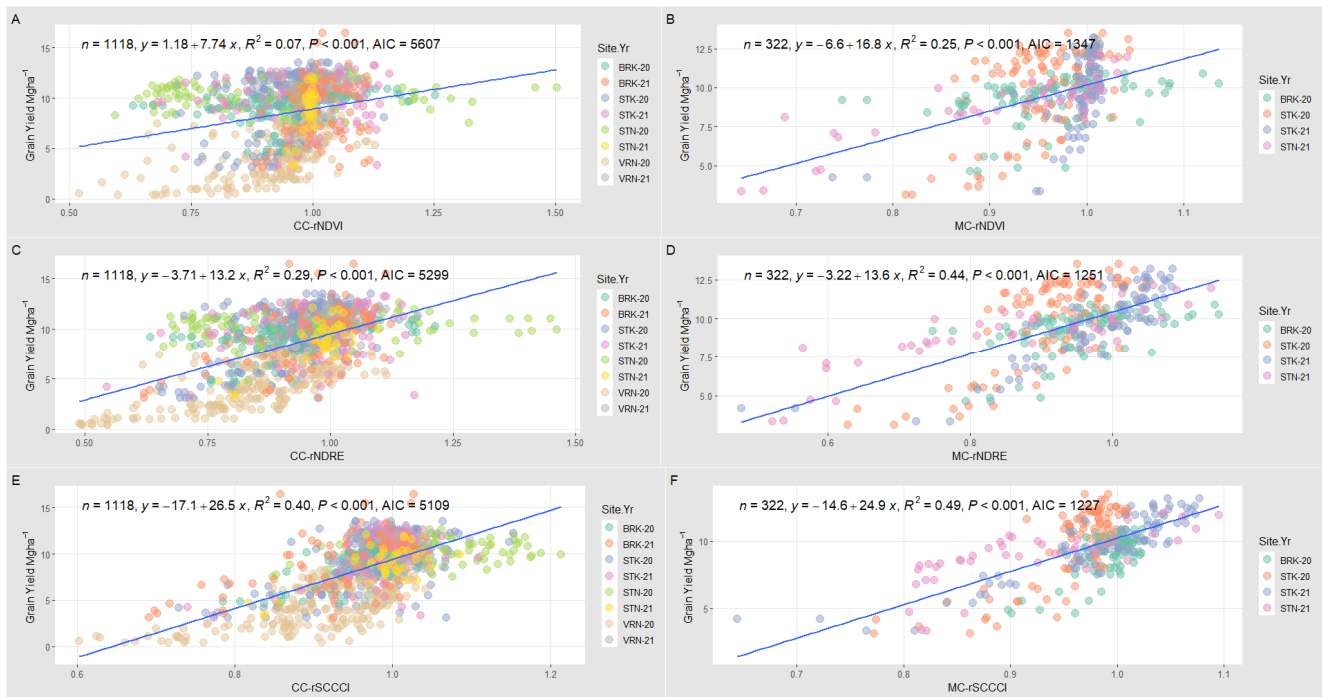 A
n = 1118, y = 1.18 + 7.74 x, R² = 0.07, P < 0.001, AIC = 5607
Grain Yield Mgha⁻¹
15
10
5
0
0.50
0.75
1.00
1.25
1.50
CC-rNDVI
Site.Yr
BRK-20
BRK-21
STK-20
STK-21
STN-20
STN-21
VRN-20
VRN-21
B
n = 322, y = −6.6 + 16.8 x, R² = 0.25, P < 0.001, AIC = 1347
Grain Yield Mgha⁻¹
12.5
10.0
7.5
5.0
0.7
0.8
0.9
1.0
1.1
MC-rNDVI
Site.Yr
BRK-20
STK-20
STK-21
STN-21
C
n = 1118, y = −3.71 + 13.2 x, R² = 0.29, P < 0.001, AIC = 5299
Grain Yield Mgha⁻¹
15
10
5
0
0.50
0.75
1.00
1.25
1.50
CC-rNDRE
Site.Yr
BRK-20
BRK-21
STK-20
STK-21
STN-20
STN-21
VRN-20
VRN-21
D
n = 322, y = −3.22 + 13.6 x, R² = 0.44, P < 0.001, AIC = 1251
Grain Yield Mgha⁻¹
12.5
10.0
7.5
5.0
0.6
0.8
1.0
MC-rNDRE
Site.Yr
BRK-20
STK-20
STK-21
STN-21
E
n = 1118, y = −17.1 + 26.5 x, R² = 0.40, P < 0.001, AIC = 5109
Grain Yield Mgha⁻¹
15
10
5
0
0.6
0.8
1.0
1.2
CC-rSCCCI
Site.Yr
BRK-20
BRK-21
STK-20
STK-21
STN-20
STN-21
VRN-20
VRN-21
F
n = 322, y = −14.6 + 24.9 x, R² = 0.49, P < 0.001, AIC = 1227
Grain Yield Mgha⁻¹
10
5
0.7
0.8
0.9
1.0
1.1
MC-rSCCCI
Site.Yr
BRK-20
STK-20
STK-21
STN-21